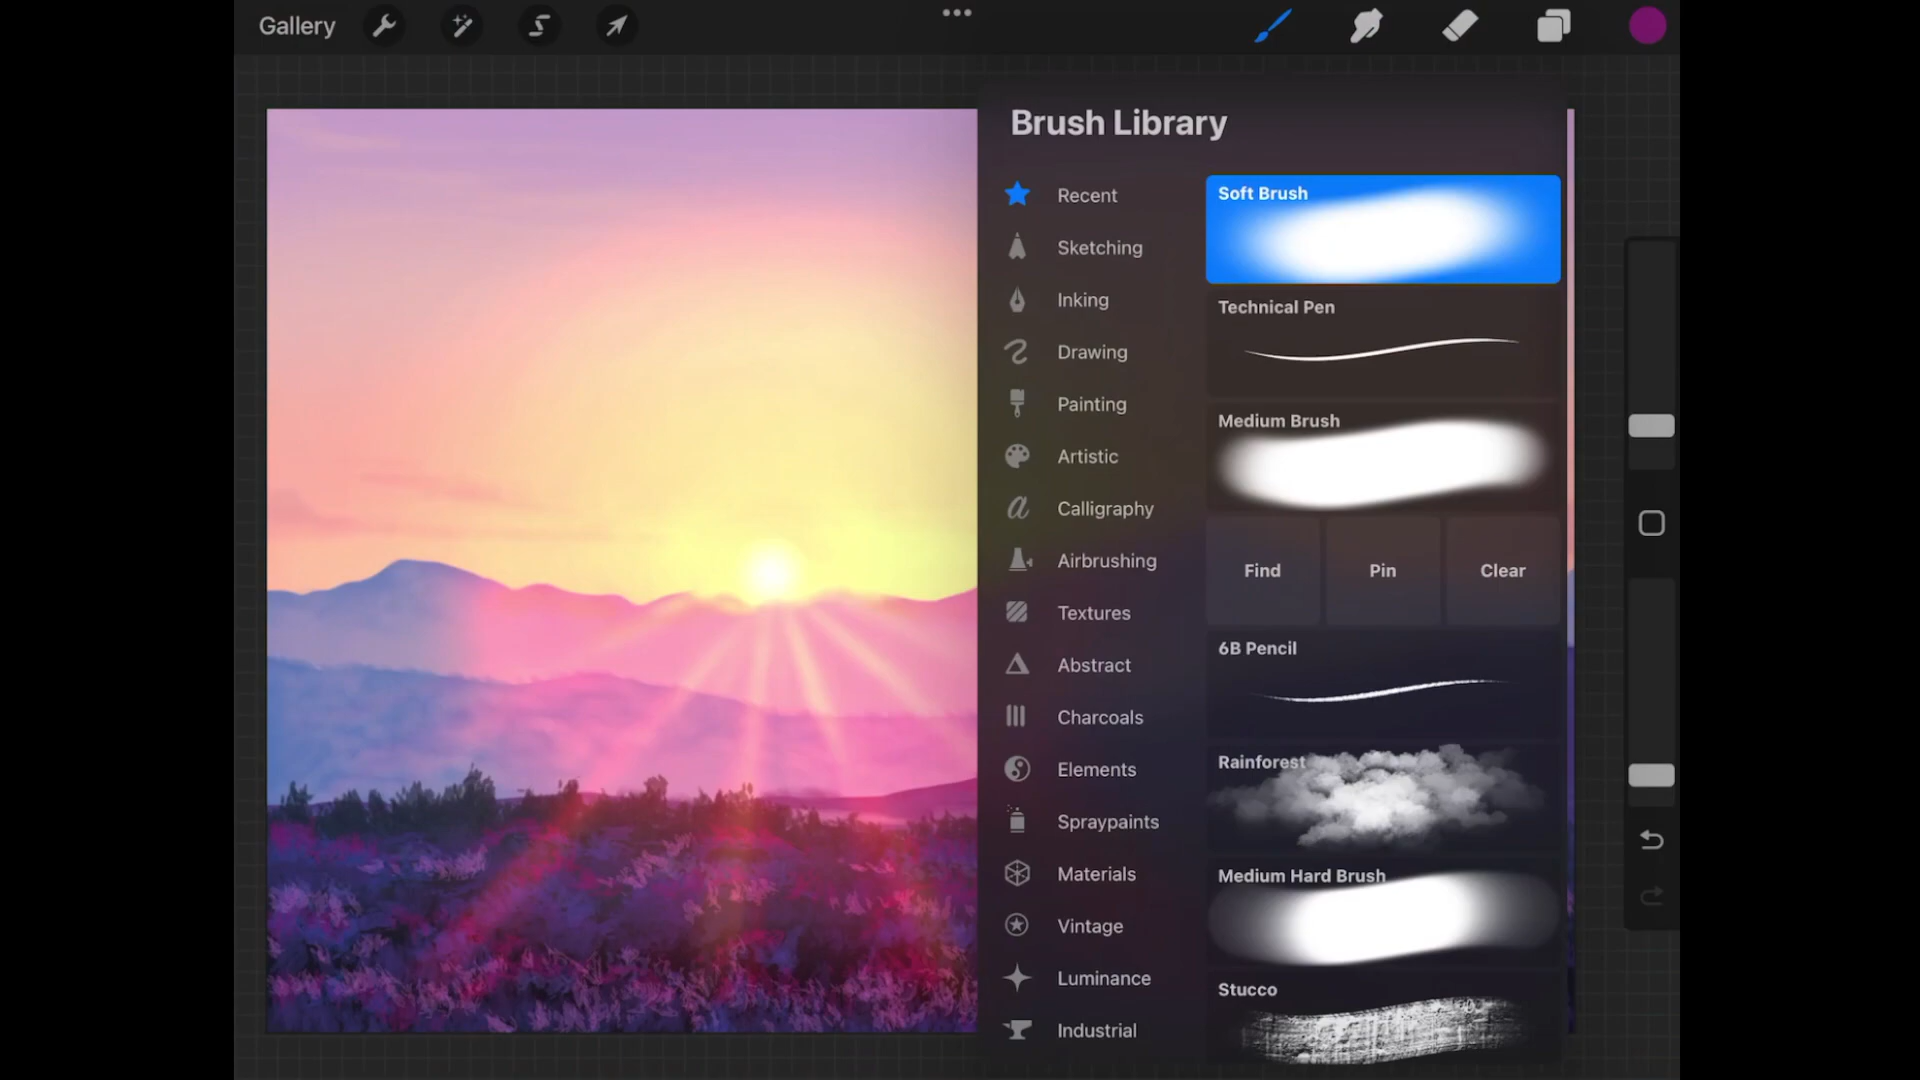 Gallery
Brush Library
Recent
Sketching
Inking
Drawing
Painting
Artistic
Calligraphy
Airbrushing
Textures
Abstract
Charcoals
Elements
Spraypaints
Materials
Vintage
Luminance
Industrial
Soft Brush
Technical Pen
Medium Brush
Find Pin Clear
6B Pencil
Rainforest
Medium Hard Brush
Stucco